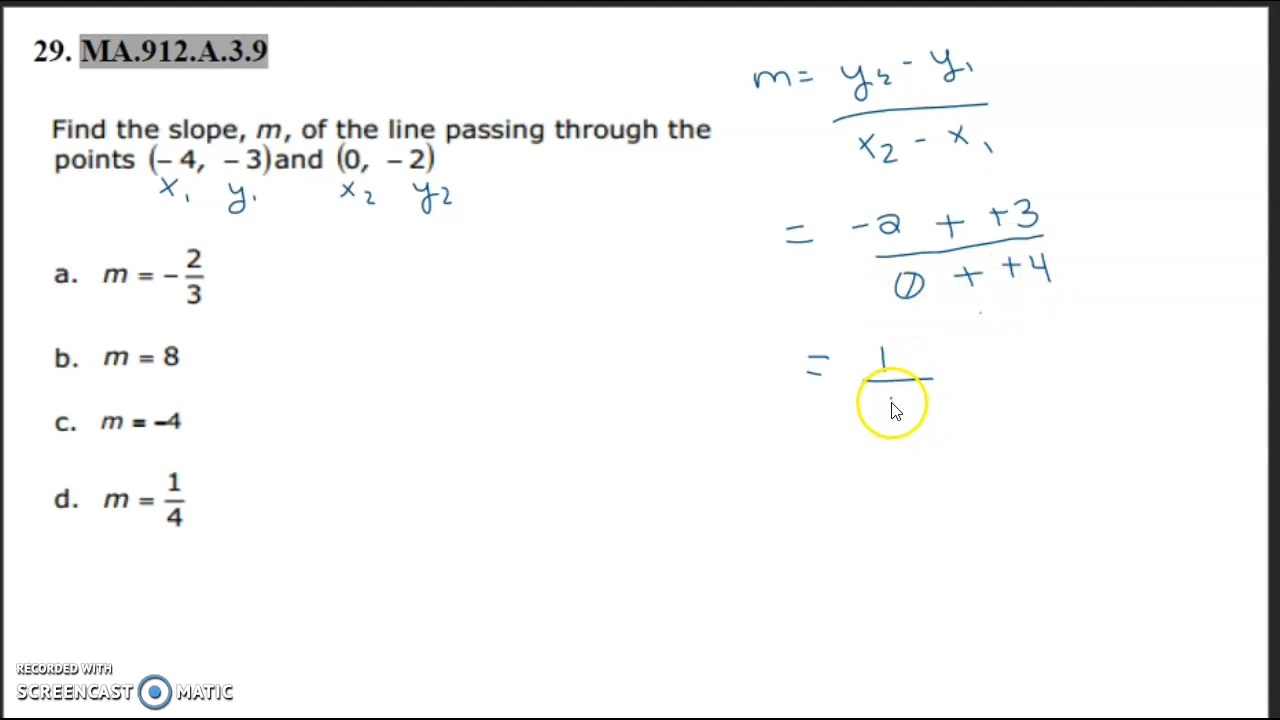 29. MA.912.A.3.9
Find the slope, m, of the line passing through the
points (– 4, – 3) and (0, – 2)
x₁ y₁ x₂ y₂
a. m = – 2/3
b. m = 8
c. m = –4
d. m = 1/4
m = y₂ - y₁
x₂ - x₁
= -2 + +3
0 + +4
= 1
RECORDED WITH
SCREENCAST MATIC